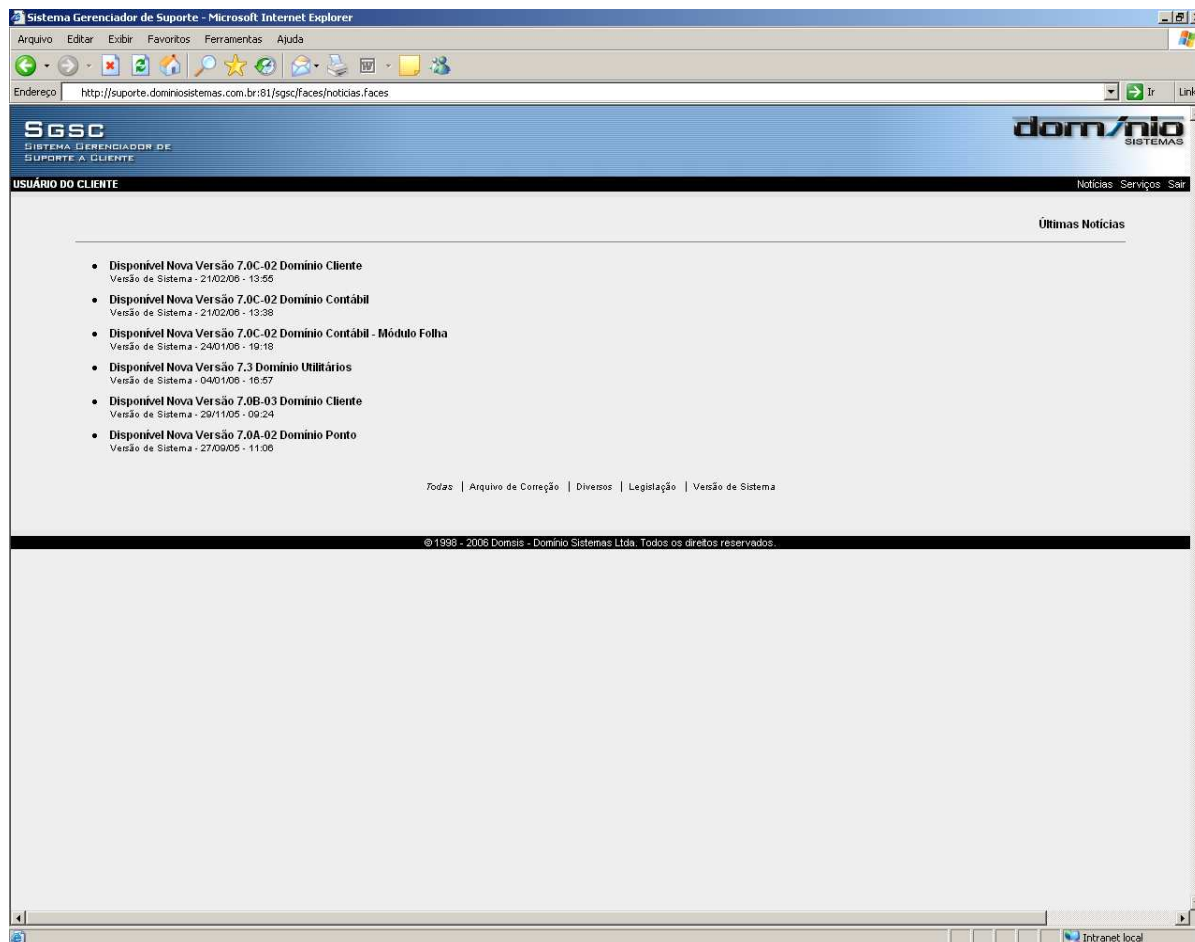 Sistema Gerenciador de Suporte - Microsoft Internet Explorer
Arquivo Editar Exibir Favoritos Ferramentas Ajuda
Endereço http://suporte.dominiosistemas.com.br:81/sgsc/faces/noticias.faces Ir Link
SGSC
SISTEMA GERENCIADOR DE
SUPORTE A CLIENTE
domínio
SISTEMAS
USUÁRIO DO CLIENTE Notícias Serviços Sair
Últimas Notícias
Disponível Nova Versão 7.0C-02 Domínio Cliente
Versão de Sistema - 21/02/06 - 13:55
Disponível Nova Versão 7.0C-02 Domínio Contábil
Versão de Sistema - 21/02/06 - 13:38
Disponível Nova Versão 7.0C-02 Domínio Contábil - Módulo Folha
Versão de Sistema - 24/01/06 - 19:18
Disponível Nova Versão 7.3 Domínio Utilitários
Versão de Sistema - 04/01/06 - 16:57
Disponível Nova Versão 7.0B-03 Domínio Cliente
Versão de Sistema - 29/11/05 - 09:24
Disponível Nova Versão 7.0A-02 Domínio Ponto
Versão de Sistema - 27/09/05 - 11:06
Todas | Arquivo de Correção | Diversos | Legislação | Versão de Sistema
© 1998 - 2006 Domsis - Domínio Sistemas Ltda. Todos os direitos reservados.
Intranet local